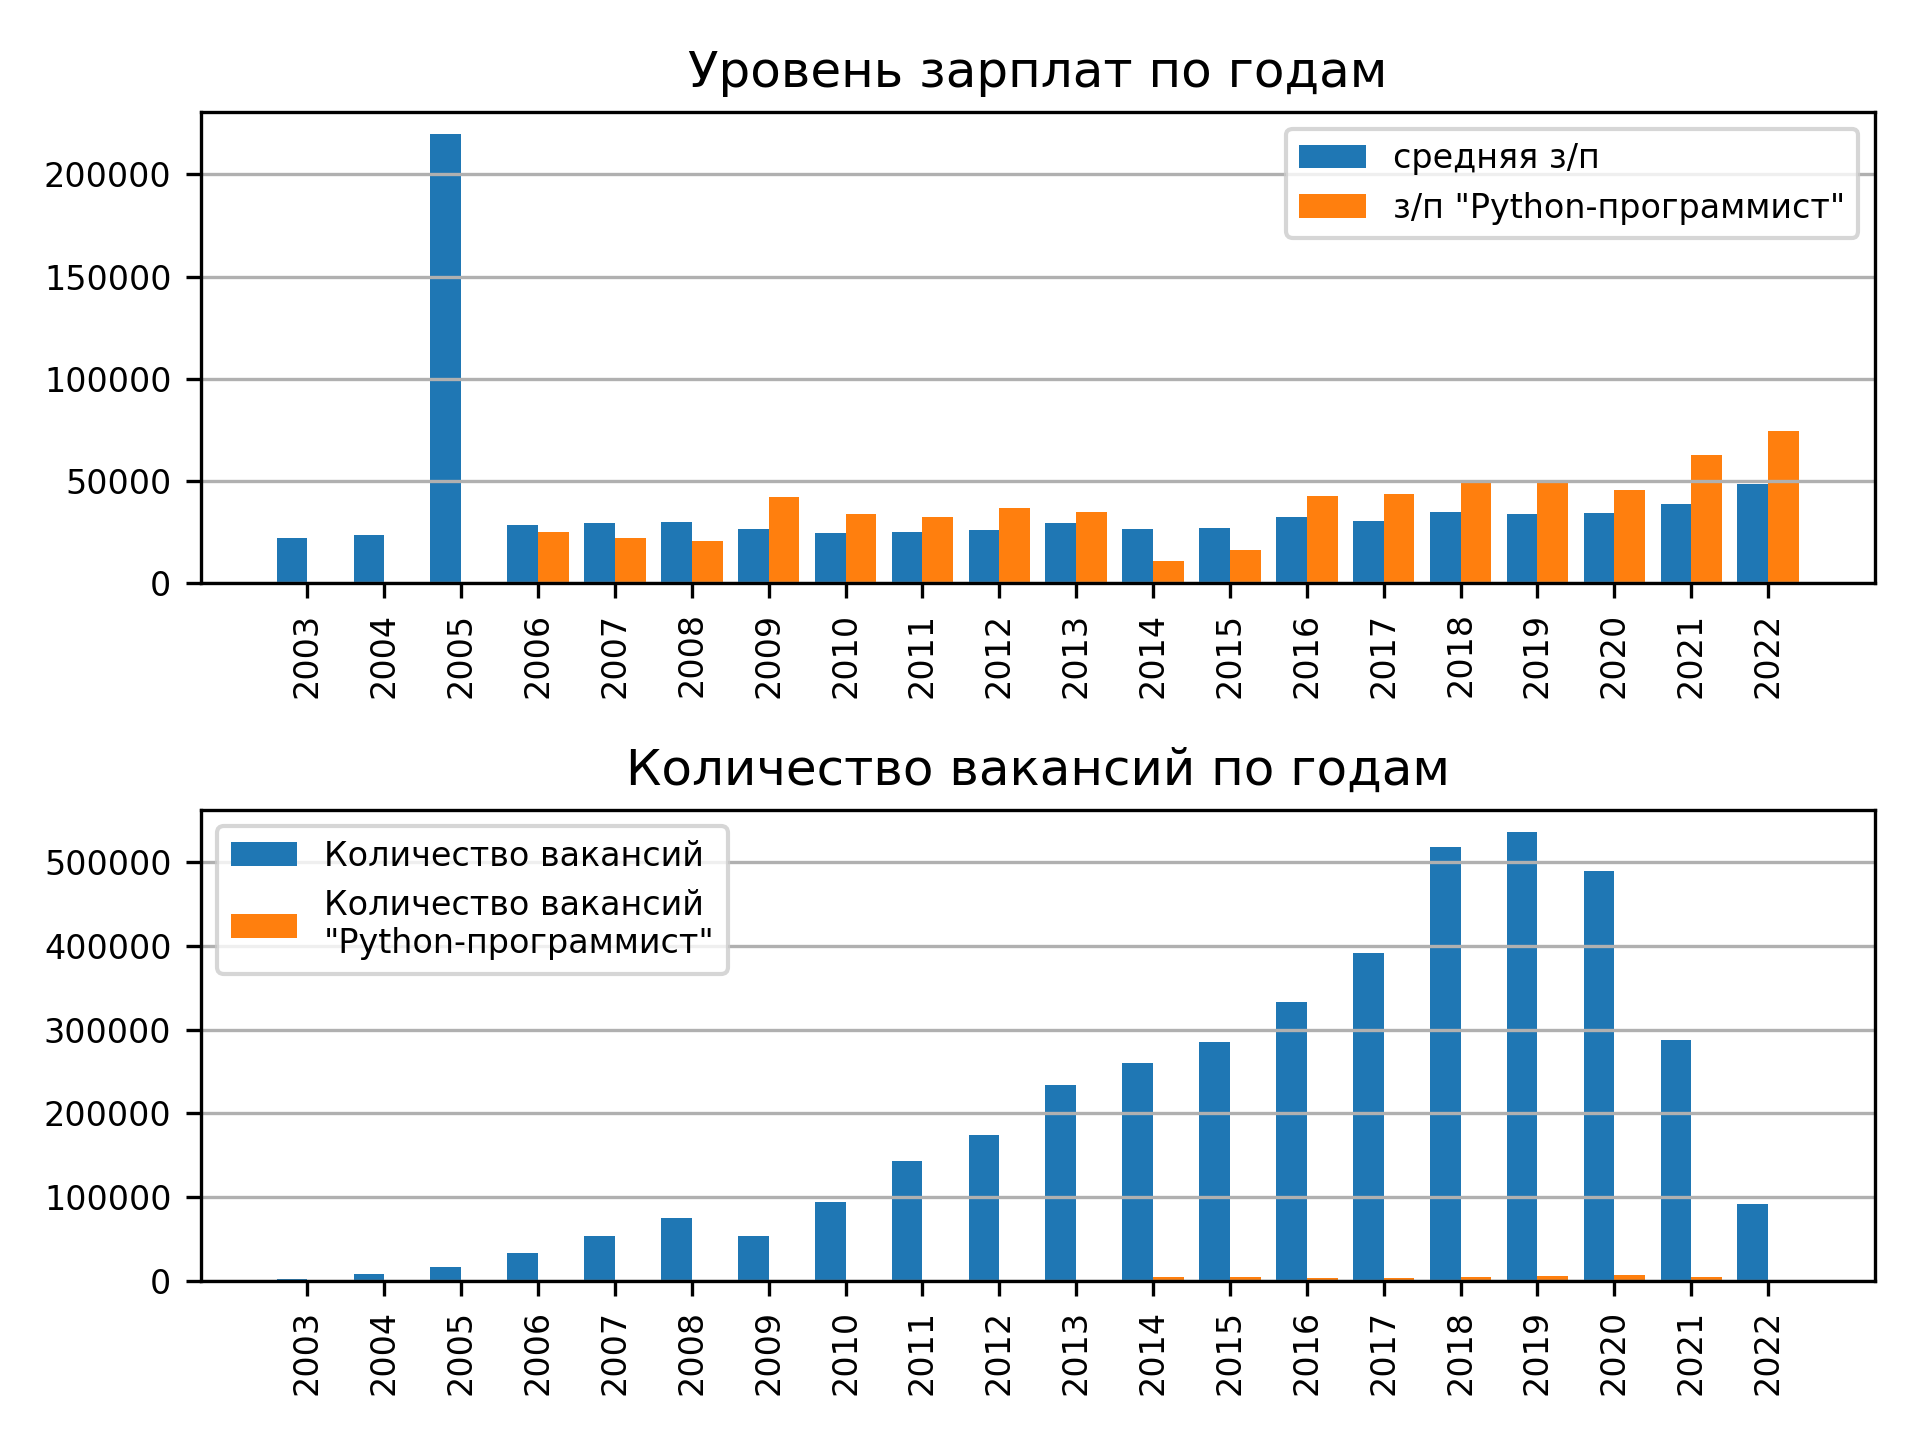 Уровень зарплат по годам
средняя з/п
з/п "Python-программист"
200000
150000
100000
50000
0
2003 2004 2005 2006 2007 2008 2009 2010 2011 2012 2013 2014 2015 2016 2017 2018 2019 2020 2021 2022
Количество вакансий по годам
Количество вакансий
Количество вакансий
"Python-программист"
500000
400000
300000
200000
100000
0
2003 2004 2005 2006 2007 2008 2009 2010 2011 2012 2013 2014 2015 2016 2017 2018 2019 2020 2021 2022